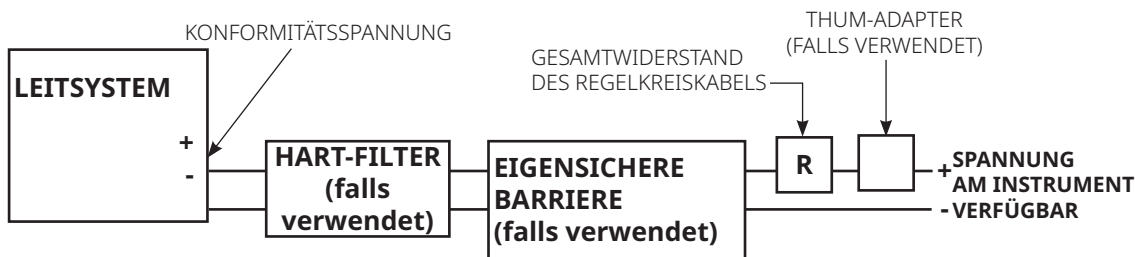 KONFORMITÄTSSPANNUNG
THUM-ADAPTER
(FALLS VERWENDET)
GESAMTWIDERSTAND
DES REGELKREISKABELS
LEITSYSTEM
+
-
HART-FILTER
(falls
verwendet)
EIGENSICHERE
BARRIERE
(falls verwendet)
R
+ SPANNUNG
AM INSTRUMENT
- VERFÜGBAR